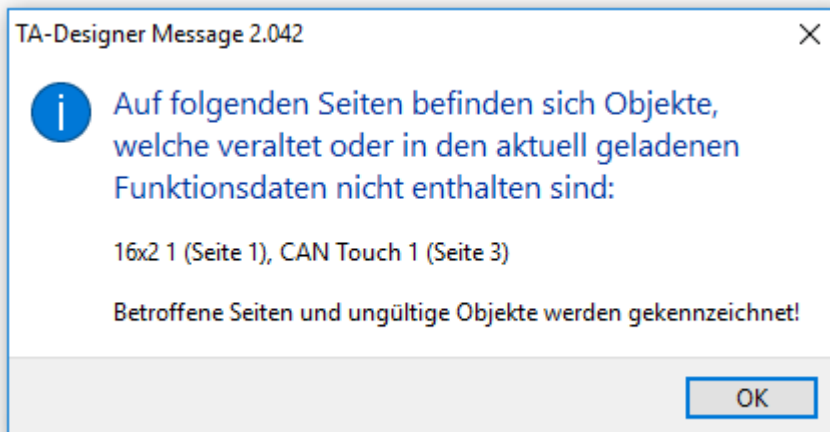 TA-Designer Message 2.042
Auf folgenden Seiten befinden sich Objekte,
welche veraltet oder in den aktuell geladenen
Funktionsdaten nicht enthalten sind:
16x2 1 (Seite 1), CAN Touch 1 (Seite 3)
Betroffene Seiten und ungültige Objekte werden gekennzeichnet!
OK